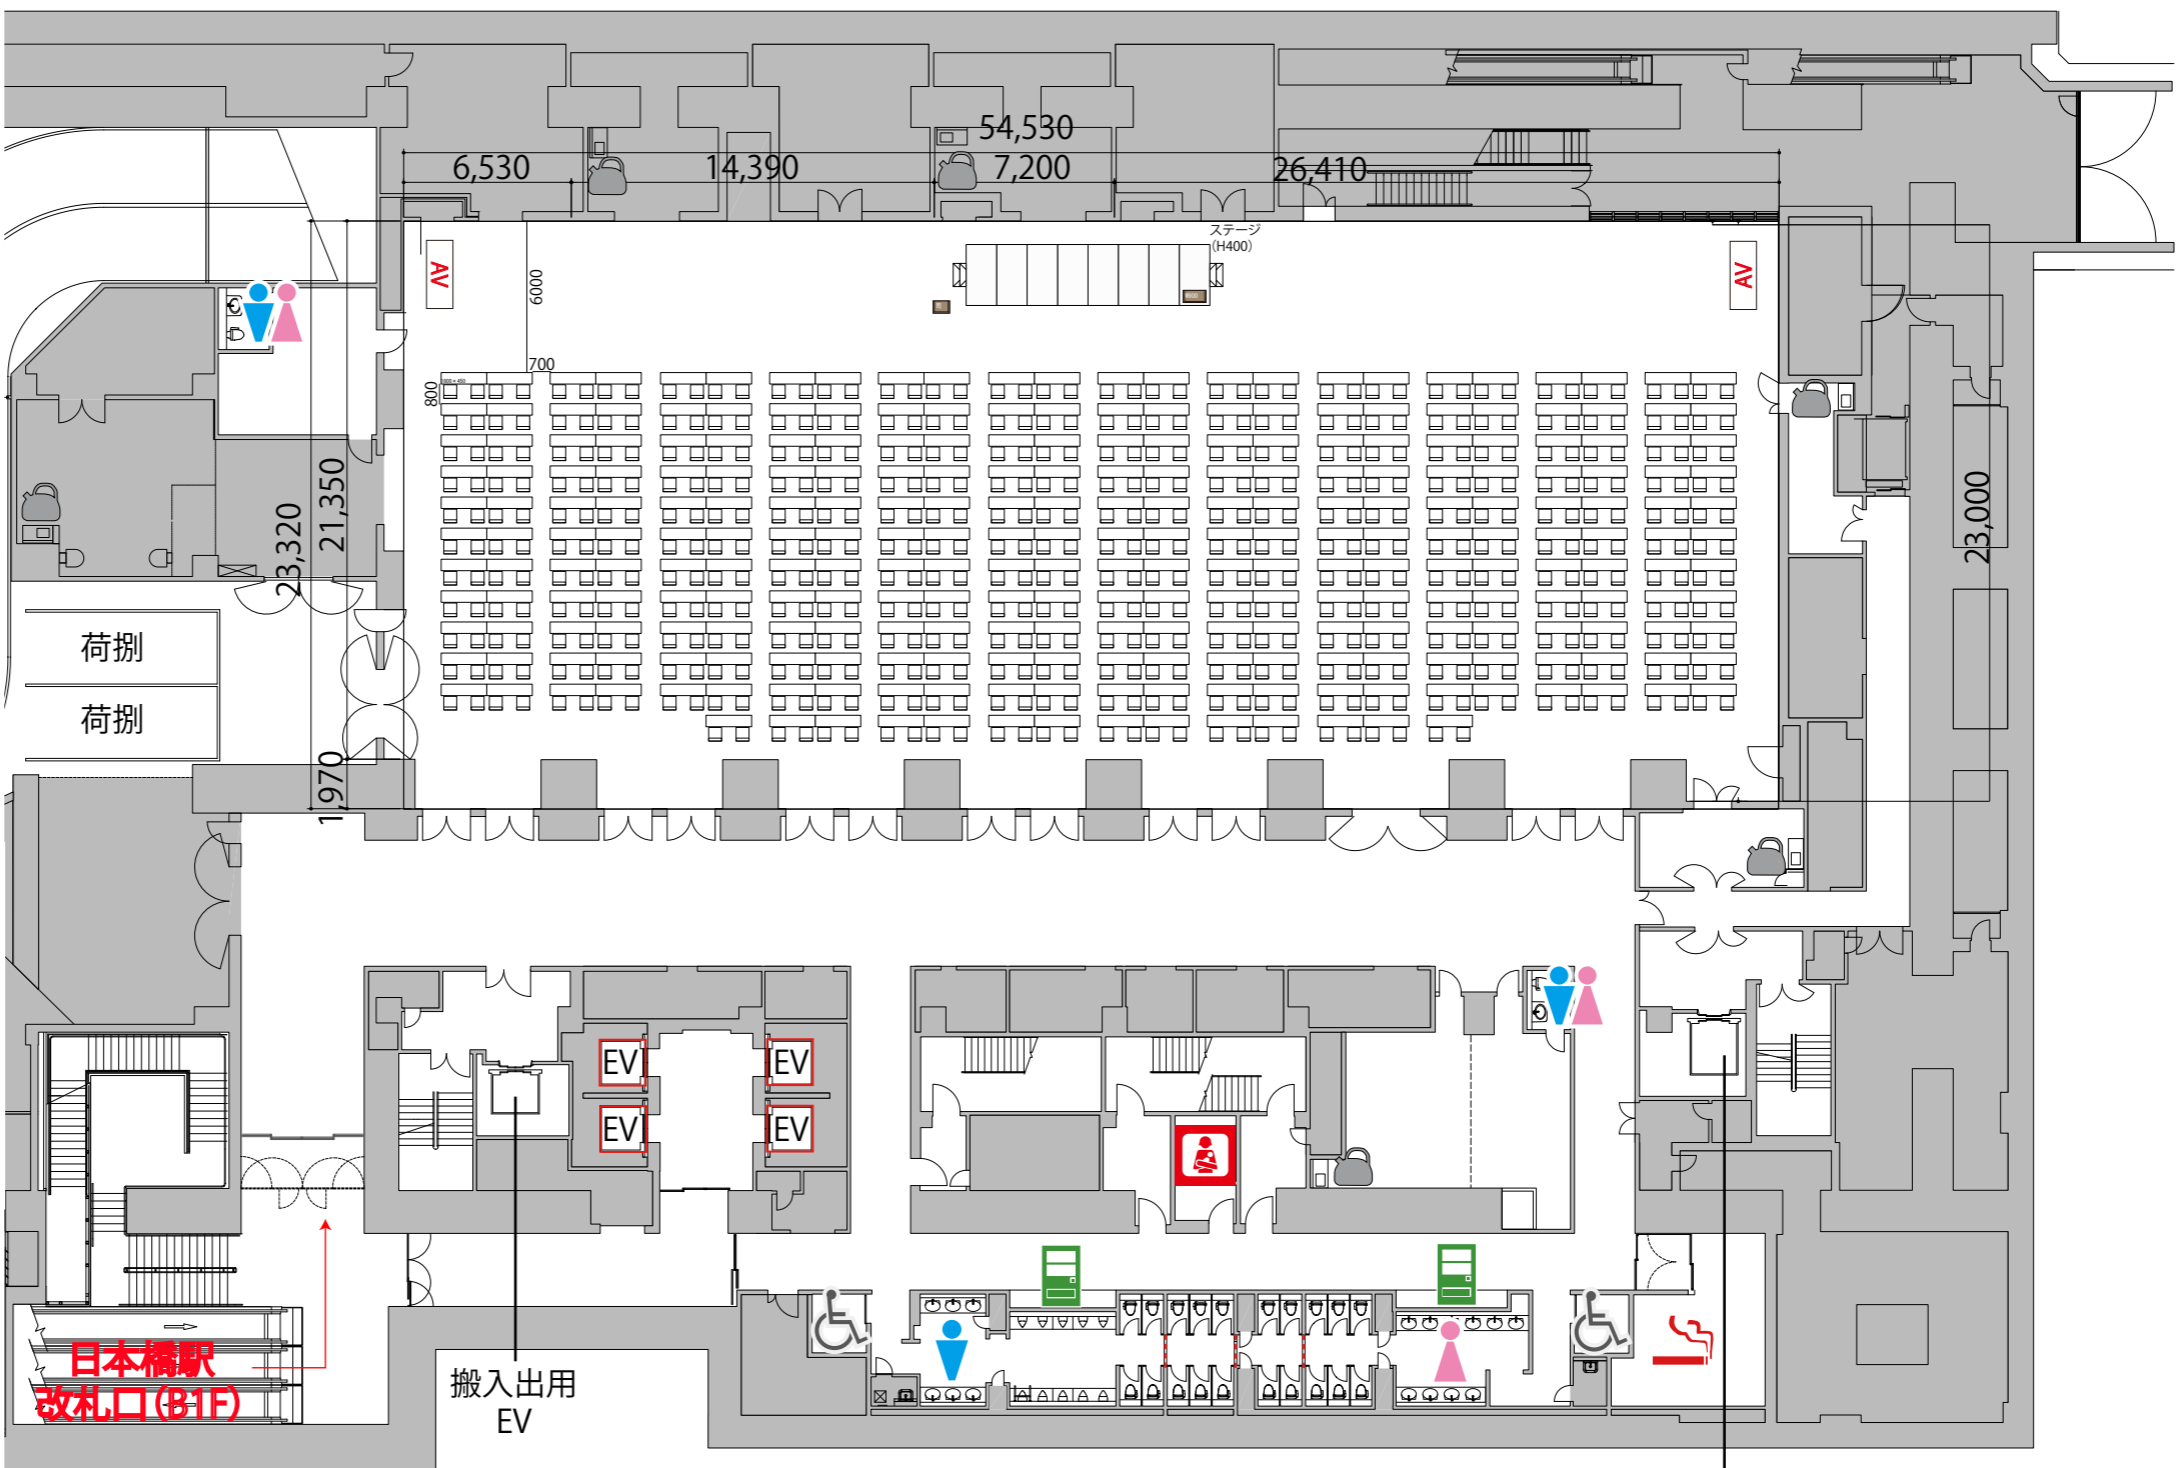 54,530
6,530
14,390
7,200
26,410
ステージ
(H400)
AV
AV
6000
700
800
23,320
21,350
1,970
23,000
荷捌
荷捌
EV
EV
EV
EV
日本橋駅
改札口(B1F)
搬入出用
EV